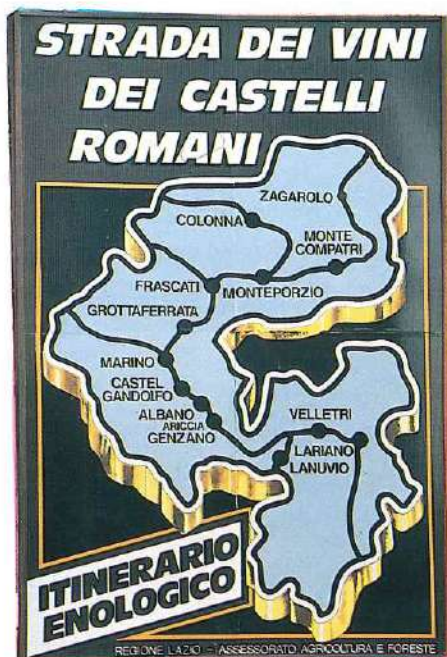 STRADA DEI VINI
DEI CASTELLI
ROMANI
ZAGAROLO
COLONNA
MONTE
COMPATRI
FRASCATI
MONTEPORZIO
GROTTAFERRATA
MARINO
CASTEL
GANDOLFO
ALBANO
ARICCIA
GENZANO
VELLETRI
LARIANO
LANUVIO
ITINERARIO
ENOLOGICO
REGIONE LAZIO - ASSESSORATO AGRICOLTURA E FORESTE